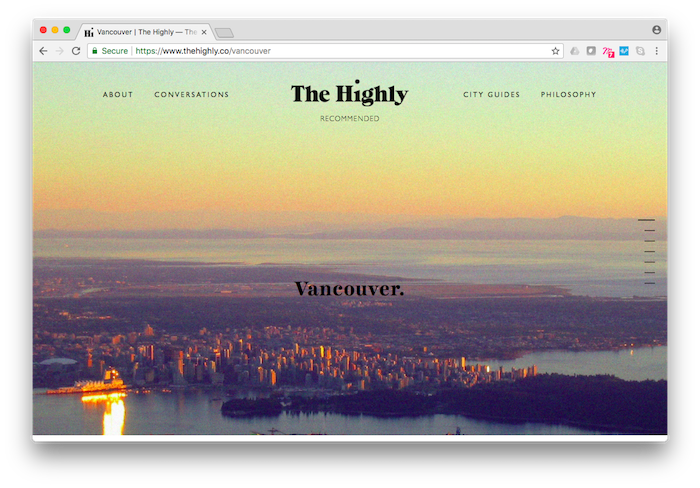 Hi Vancouver | The Highly — The
Secure https://www.thehighly.co/vancouver
ABOUT CONVERSATIONS The Highly CITY GUIDES PHILOSOPHY
RECOMMENDED
Vancouver.